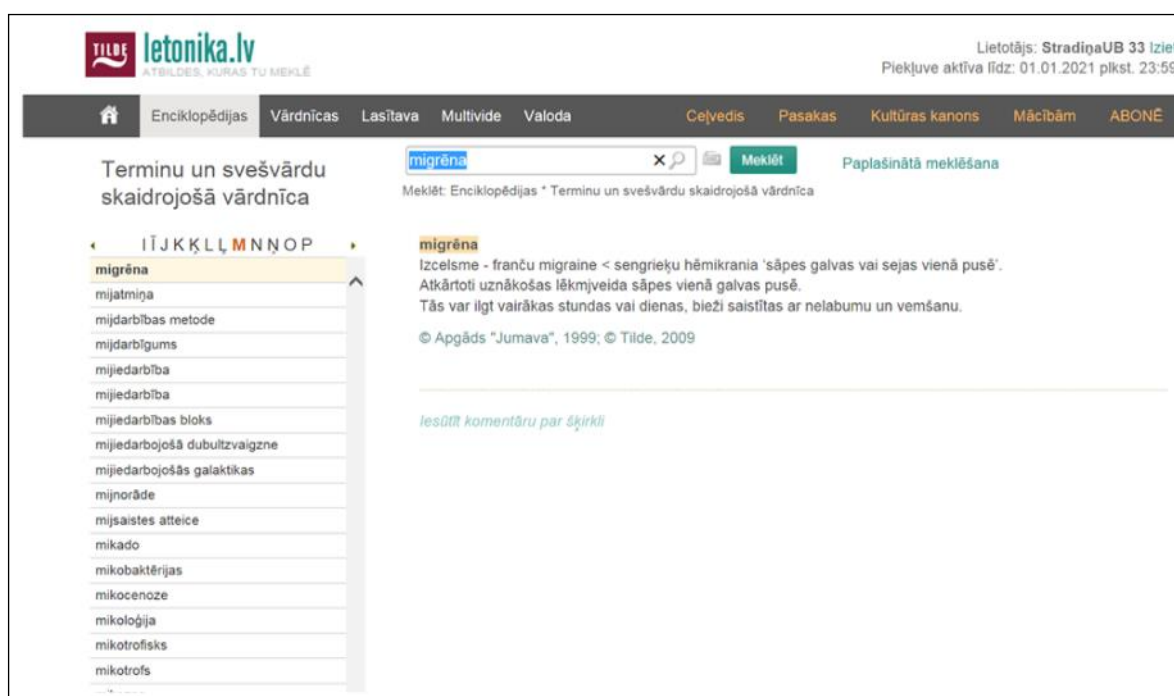 TILDE letonika.lv
ATBILDES, KURAS TU MEKLĒ
Lietotājs: StradiņaUB 33 Iziet
Piekļuve aktīva līdz: 01.01.2021 plkst. 23:59
Enciklopēdijas Vārdnīcas Lasītava Multivide Valoda Ceļvedis Pasakas Kultūras kanons Mācībām ABONĒ
Terminu un svešvārdu
skaidrojošā vārdnīca
migrēna Meklēt Paplašinātā meklēšana
Meklēt: Enciklopēdijas * Terminu un svešvārdu skaidrojošā vārdnīca
I Ī J K Ķ L Ļ M N Ņ O P
migrēna
mijatmiņa
mijdarbības metode
mijdarbīgums
mijiedarbība
mijiedarbība
mijiedarbības bloks
mijiedarbojošā dubultzvaigzne
mijiedarbojošās galaktikas
mijnorāde
mijsaistes atteice
mikado
mikobaktērijas
mikocenoze
mikoloģija
mikotrofisks
mikotrofs
migrēna
Izcelsme - franču migraine < sengrieķu hēmikrania ‘sāpes galvas vai sejas vienā pusē’.
Atkārtoti uznākošas lēkmjveida sāpes vienā galvas pusē.
Tās var ilgt vairākas stundas vai dienas, bieži saistītas ar nelabumu un vemšanu.
© Apgāds "Jumava", 1999; © Tilde, 2009
Iesūtīt komentāru par šķirkli